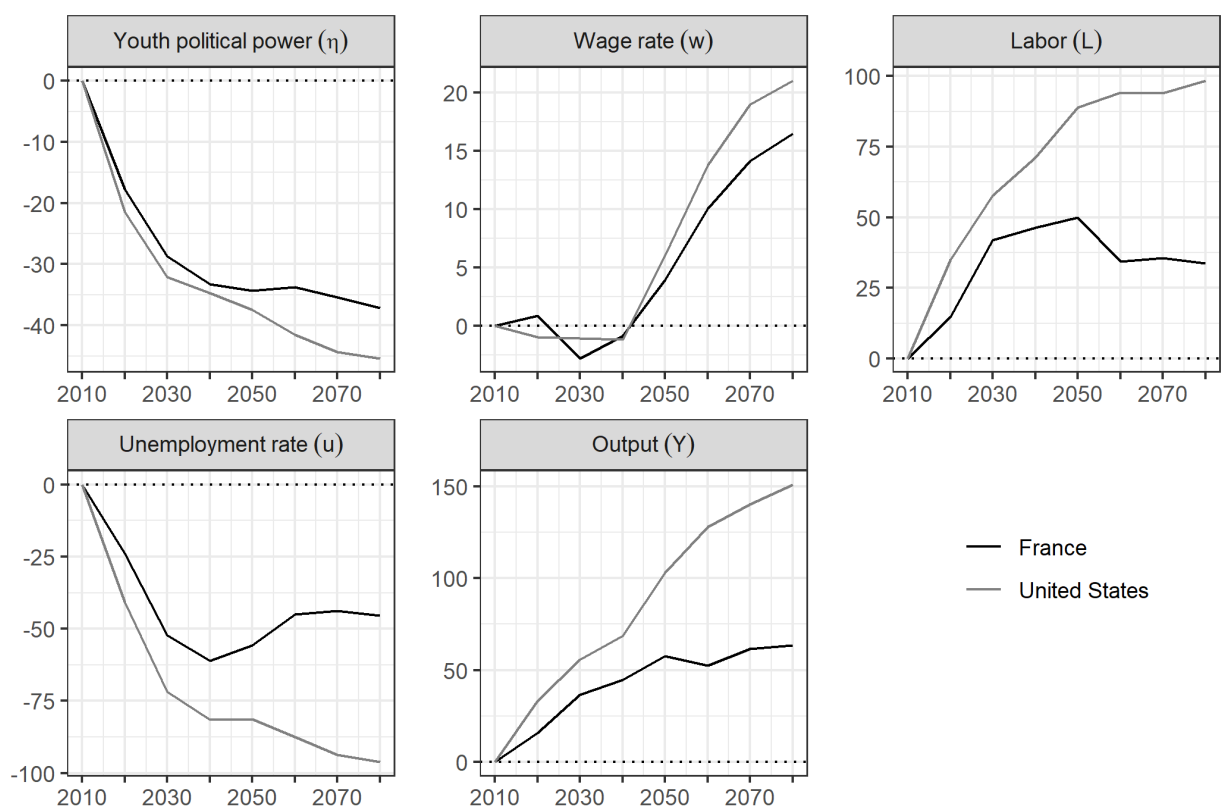 Youth political power (η)
0
-10
-20
-30
-40
2010 2030 2050 2070
Wage rate (w)
20
15
10
5
0
2010 2030 2050 2070
Labor (L)
100
75
50
25
0
2010 2030 2050 2070
Unemployment rate (u)
0
-25
-50
-75
-100
2010 2030 2050 2070
Output (Y)
150
100
50
0
2010 2030 2050 2070
France
United States